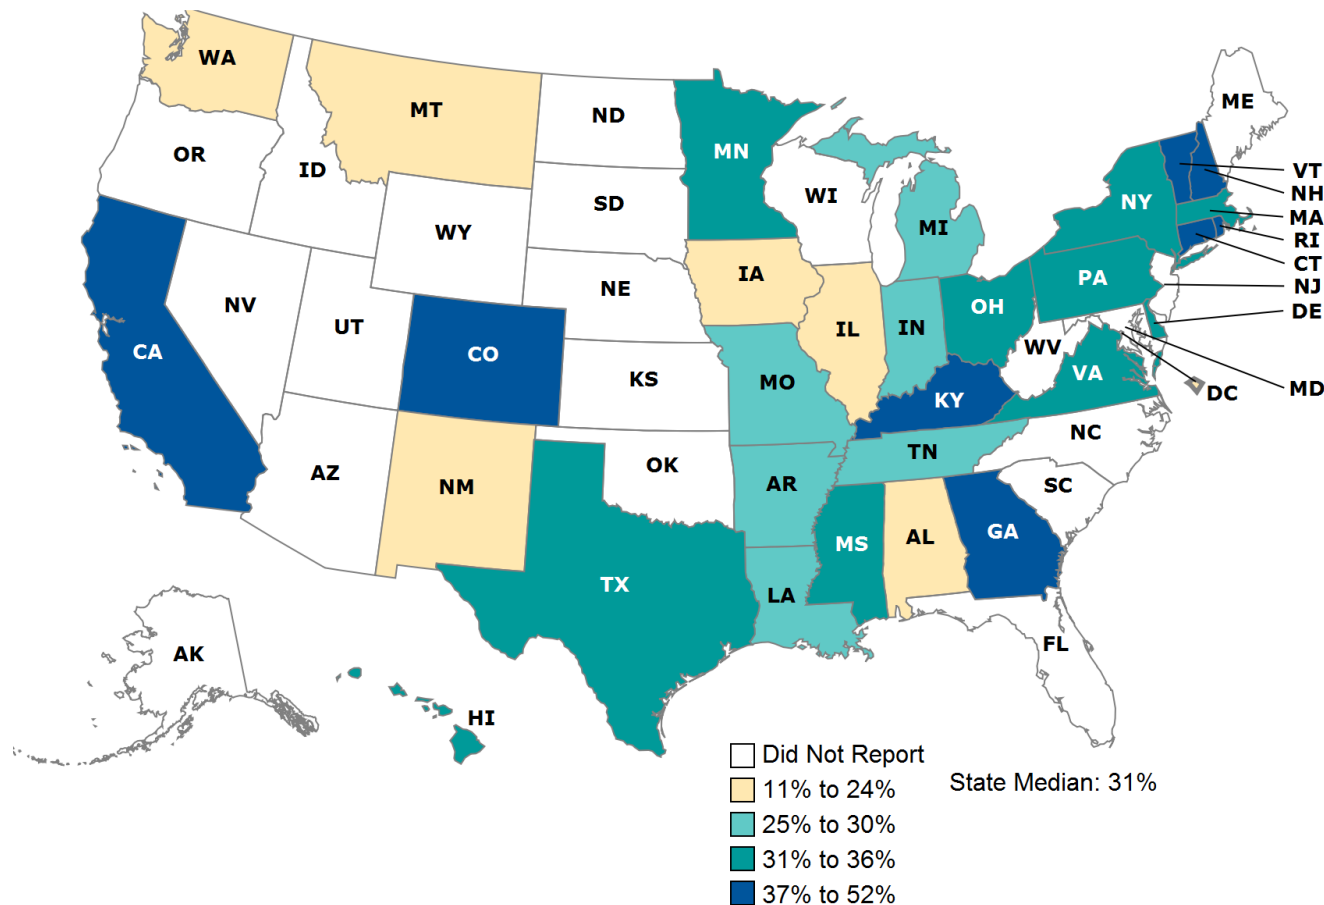 WA
MT
ND
MN
ME
OR
ID
WI
VT
NH
SD
NY
MA
WY
MI
RI
CT
IA
NE
PA
NJ
NV
OH
DE
UT
IL
IN
CA
CO
WV
VA
KS
MO
MD
DC
KY
NC
TN
AZ
OK
NM
AR
SC
GA
AL
MS
TX
LA
FL
AK
HI
Did Not Report
11% to 24%
State Median: 31%
25% to 30%
31% to 36%
37% to 52%